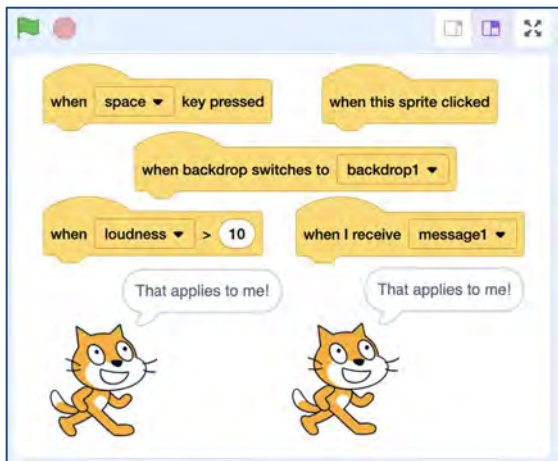 when space key pressed
when this sprite clicked
when backdrop switches to backdrop1
when loudness > 10
when I receive message1
That applies to me!
That applies to me!